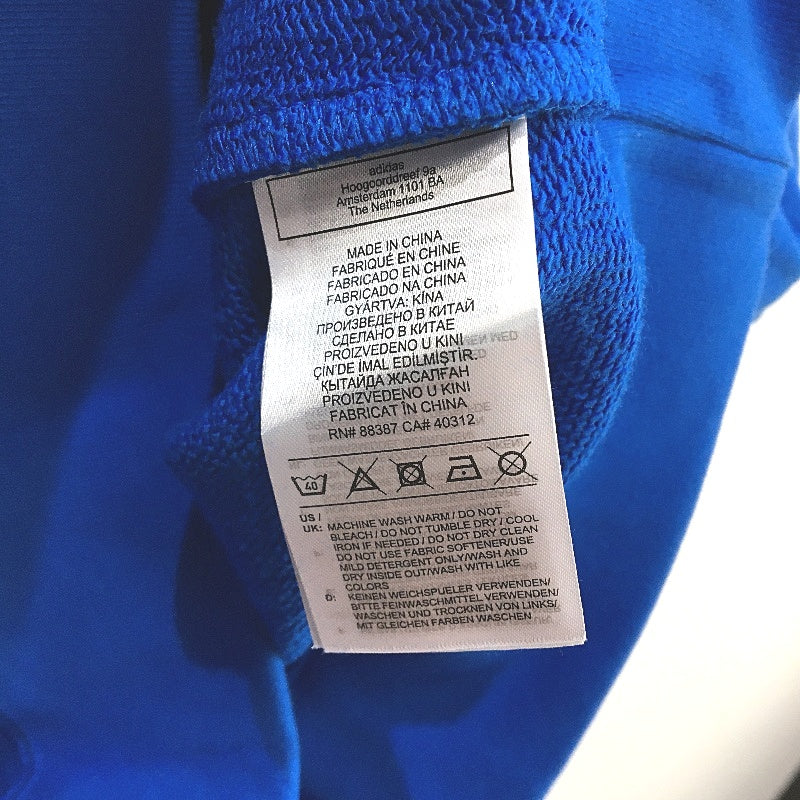 adidas
Hoogoorddreef 9a
Amsterdam 1101 BA
The Netherlands
MADE IN CHINA
FABRIQUÉ EN CHINE
FABRICADO EN CHINA
FABRICADO NA CHINA
GYÁRTVA: KÍNA
ПРОИЗВЕДЕНО В КИТАЙ
СДЕЛАНО В КИТАЕ
PROIZVEDENO U KINI
ÇİN'DE İMAL EDİLMİŞTİR.
ҚЫТАЙДА ЖАСАЛҒАН
PROIZVEDENO U KINI
FABRICAT ÎN CHINA
RN# 88387 CA# 40312
40
US /
UK: MACHINE WASH WARM / DO NOT
BLEACH / DO NOT TUMBLE DRY / COOL
IRON IF NEEDED / DO NOT DRY CLEAN
DO NOT USE FABRIC SOFTENER/USE
MILD DETERGENT ONLY/WASH AND
DRY INSIDE OUT/WASH WITH LIKE
COLORS
D: KEINEN WEICHSPUELER VERWENDEN/
BITTE FEINWASCHMITTEL VERWENDEN/
WASCHEN UND TROCKNEN VON LINKS/
MIT GLEICHEN FARBEN WASCHEN